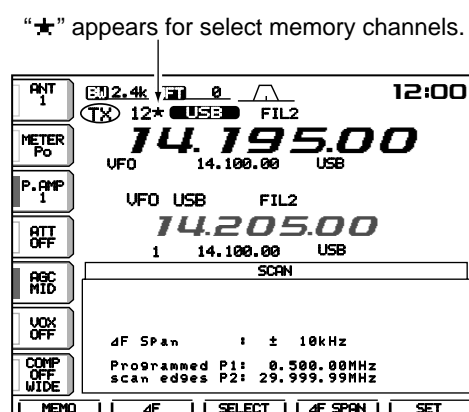 “★” appears for select memory channels.
ANT 1
BW 2.4k SFT 0 12:00
TX 12★ USB FIL2
METER Po
14.195.00
VFO 14.100.00 USB
P.AMP 1
VFO USB FIL2
ATT OFF
14.205.00
1 14.100.00 USB
AGC MID
SCAN
VOX OFF
⊿F Span : ± 10kHz
COMP OFF WIDE
Programmed P1: 0.500.00MHz
scan edges P2: 29.999.99MHz
MEMO ⊿F SELECT ⊿F SPAN SET